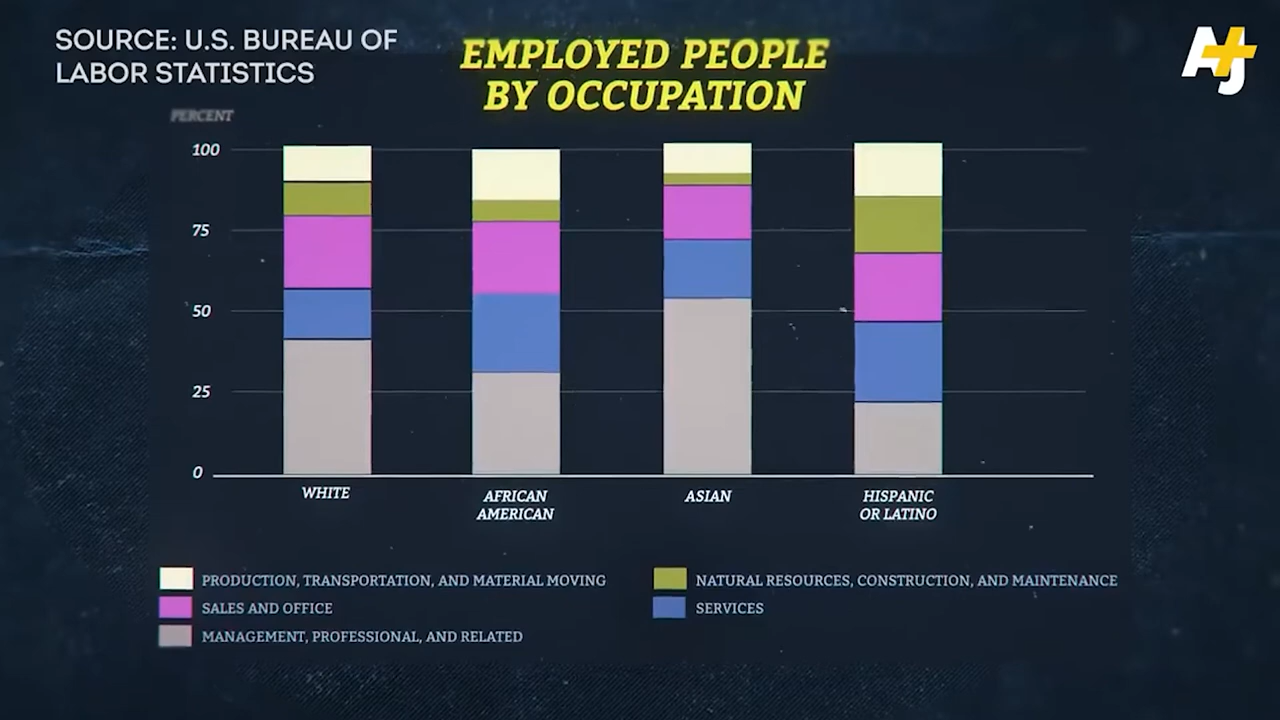 SOURCE: U.S. BUREAU OF
LABOR STATISTICS
EMPLOYED PEOPLE
BY OCCUPATION
AJ+
PERCENT
100
75
50
25
0
WHITE
AFRICAN
AMERICAN
ASIAN
HISPANIC
OR LATINO
PRODUCTION, TRANSPORTATION, AND MATERIAL MOVING
NATURAL RESOURCES, CONSTRUCTION, AND MAINTENANCE
SALES AND OFFICE
SERVICES
MANAGEMENT, PROFESSIONAL, AND RELATED